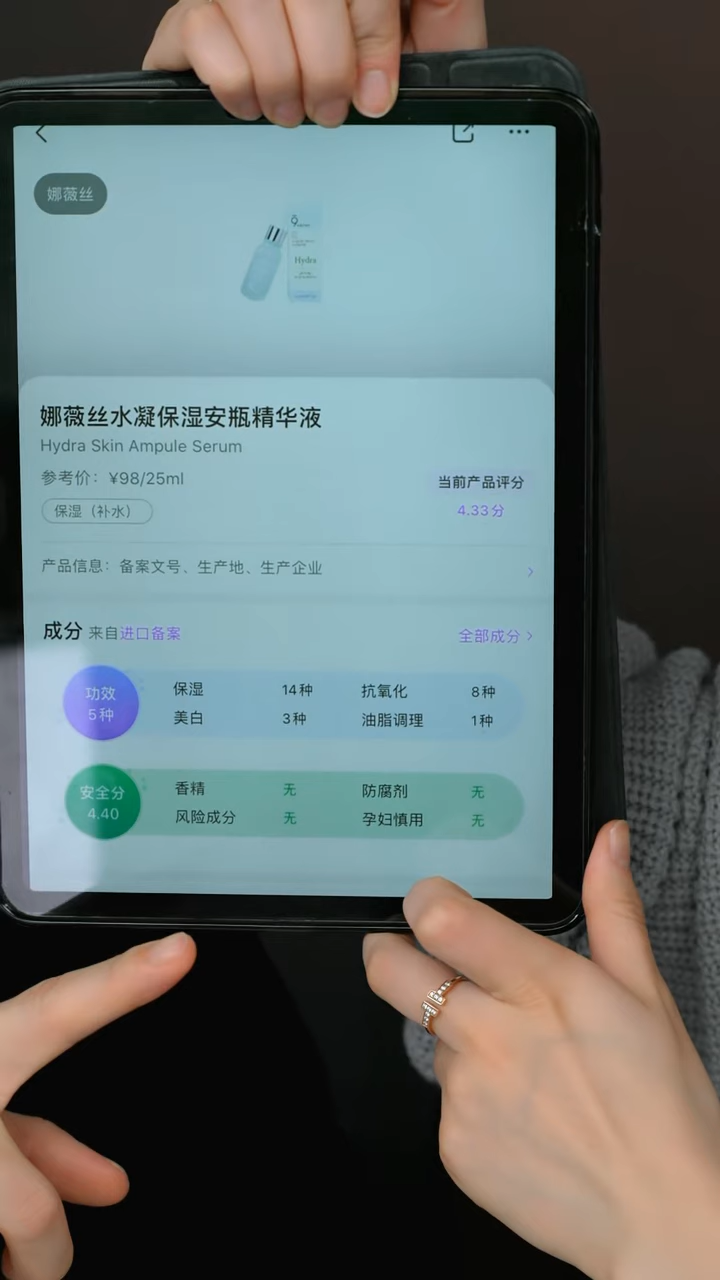 娜薇丝
Hydra
娜薇丝水凝保湿安瓶精华液
Hydra Skin Ampule Serum
参考价：¥98/25ml
当前产品评分
保湿（补水）
4.33分
产品信息：备案文号、生产地、生产企业
成分 来自进口备案 全部成分
功效 保湿 14种 抗氧化 8种
5种 美白 3种 油脂调理 1种
安全分 香精 无 防腐剂 无
4.40 风险成分 无 孕妇慎用 无